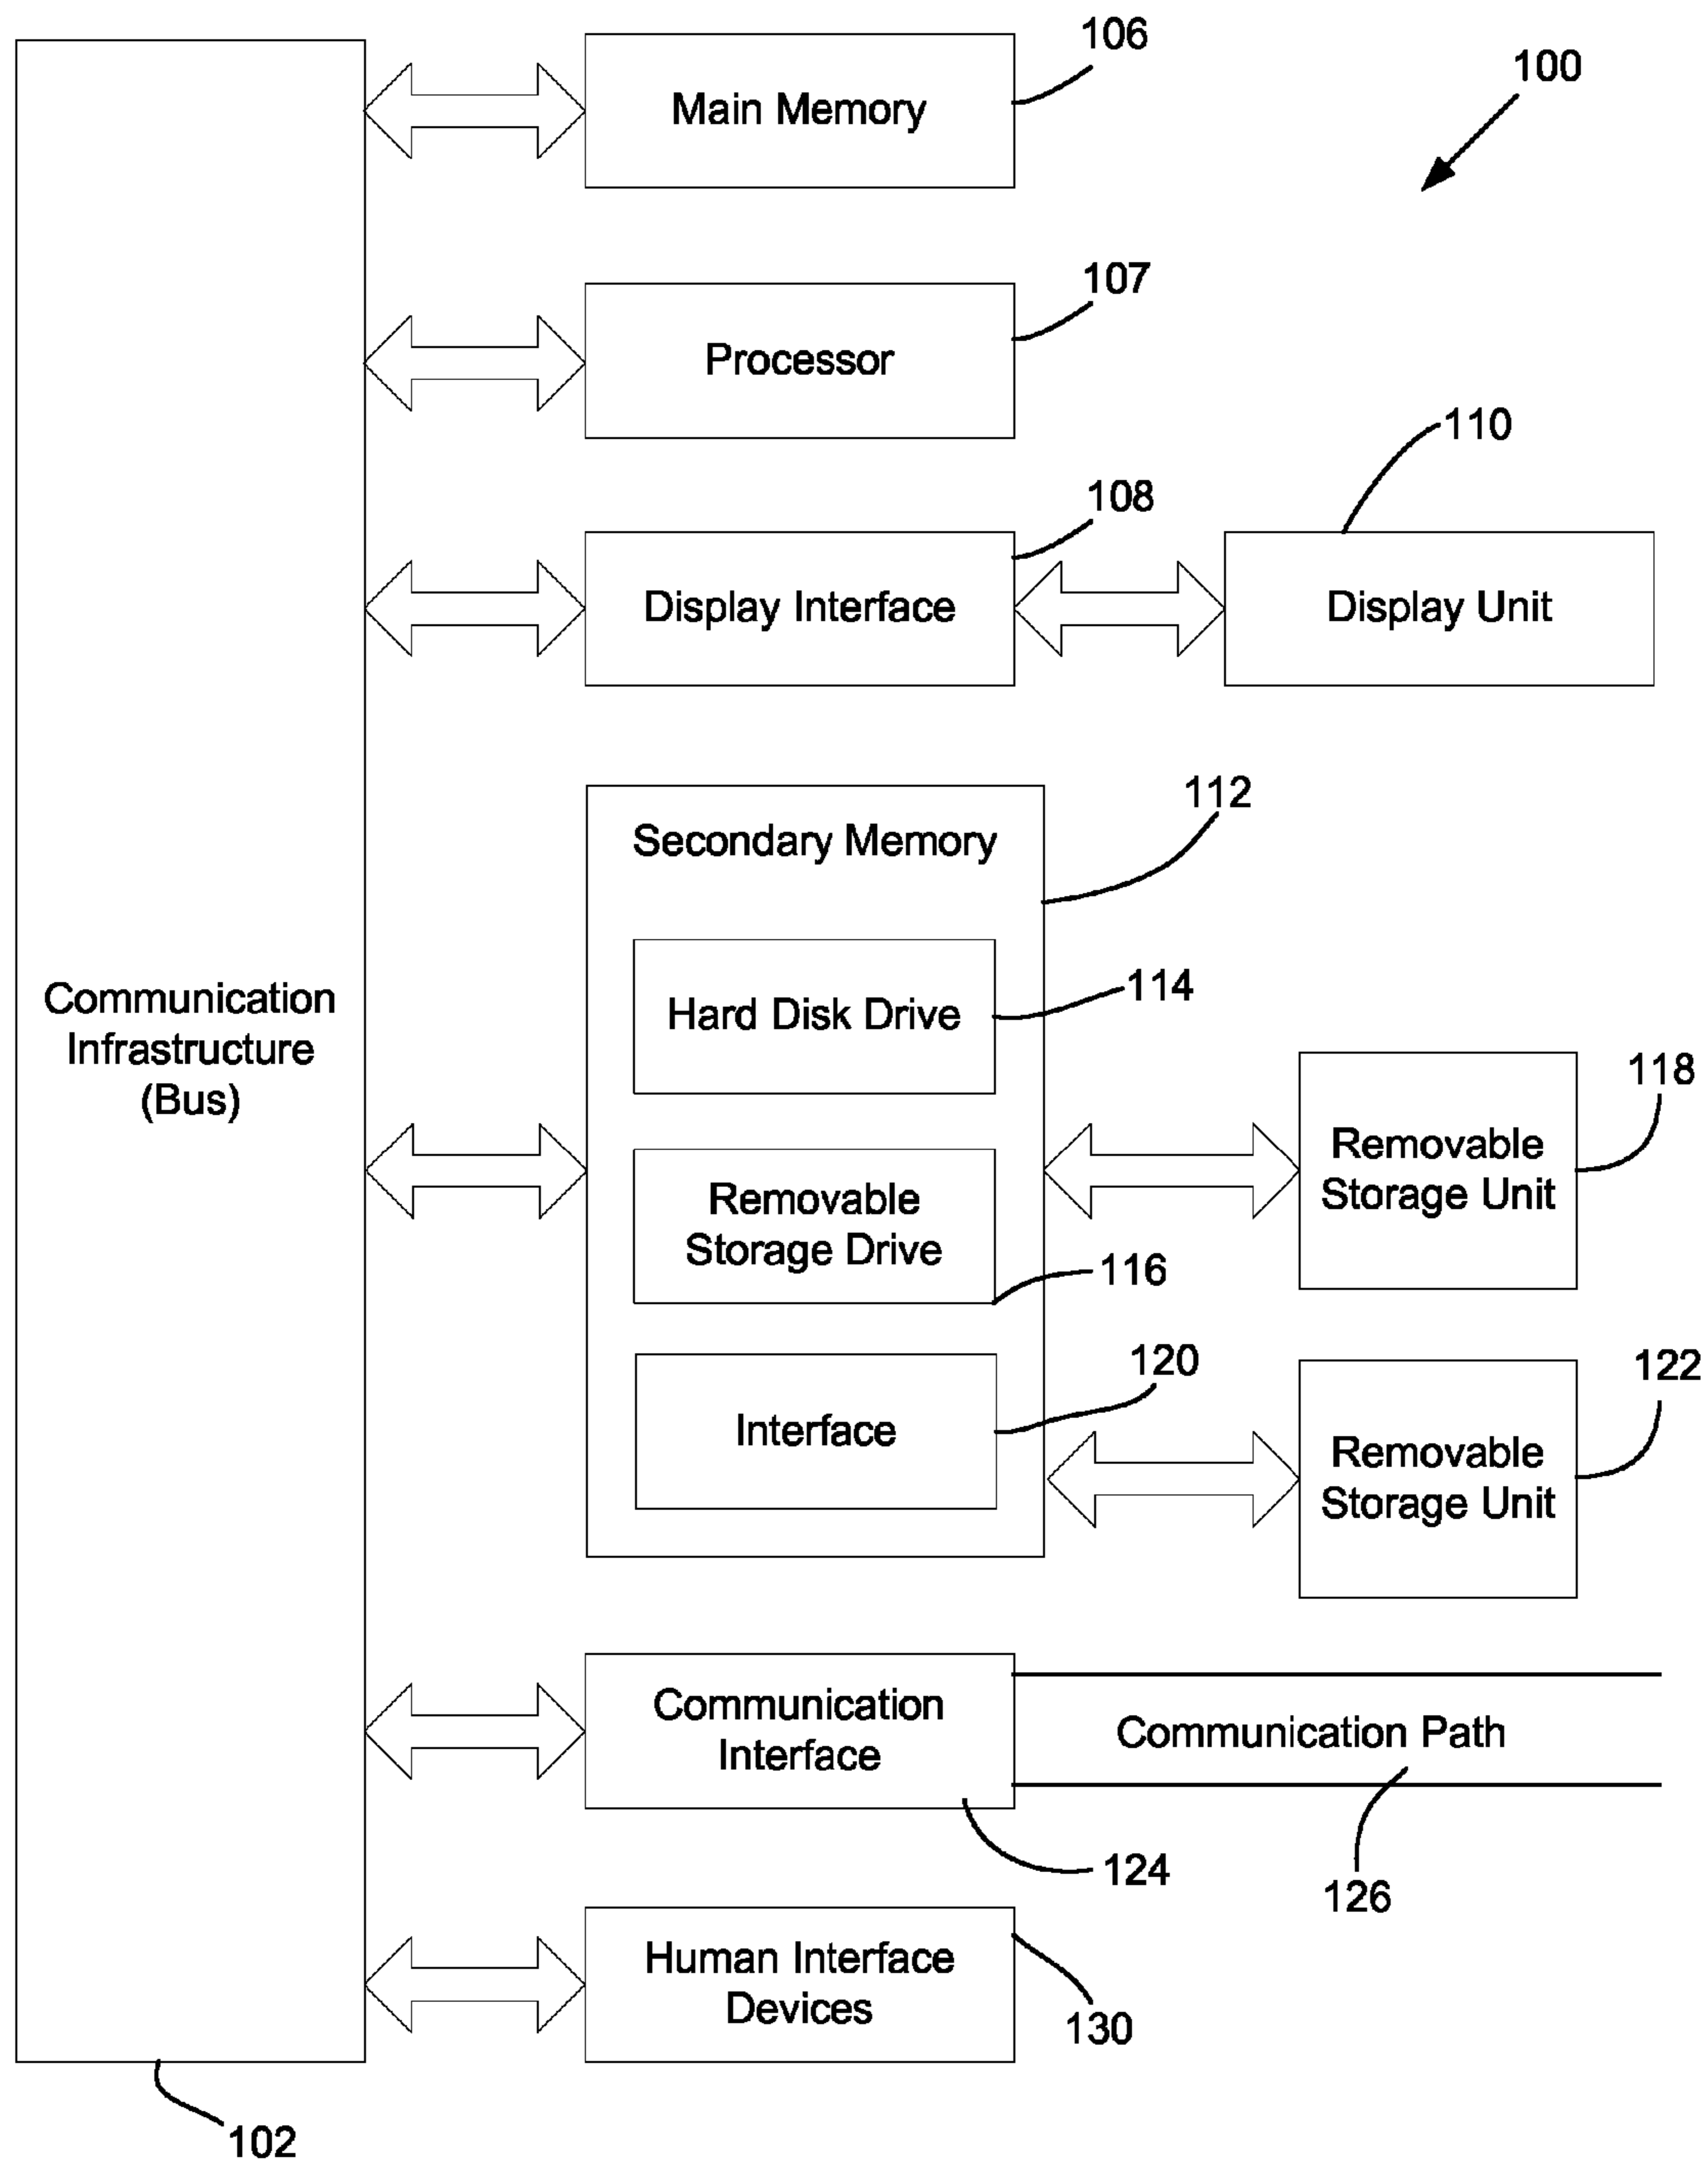 106
100
Main Memory
107
Processor
110
108
Display Interface
Display Unit
112
Secondary Memory
114
Hard Disk Drive
Communication
Infrastructure
(Bus)
118
Removable
Storage Unit
Removable
Storage Drive
116
120
122
Interface
Removable
Storage Unit
Communication
Interface
Communication Path
124
126
Human Interface
Devices
130
102